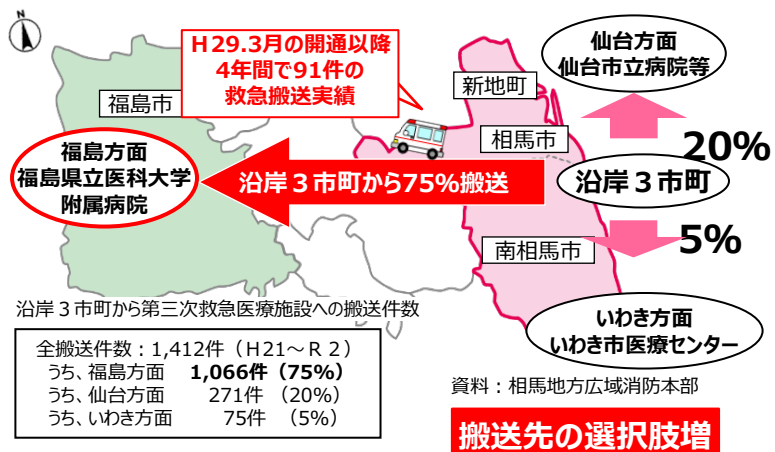 N
H29.3月の開通以降
4年間で91件の
救急搬送実績
仙台方面
仙台市立病院等
新地町
福島市
相馬市
20%
福島方面
福島県立医科大学
附属病院
沿岸3市町から75%搬送
沿岸３市町
5%
南相馬市
沿岸３市町から第三次救急医療施設への搬送件数
いわき方面
いわき市医療センター
全搬送件数：1,412件（H21～R２）
うち、福島方面 1,066件（75%）
うち、仙台方面 271件（20%）
うち、いわき方面 75件（5%）
資料：相馬地方広域消防本部
搬送先の選択肢増